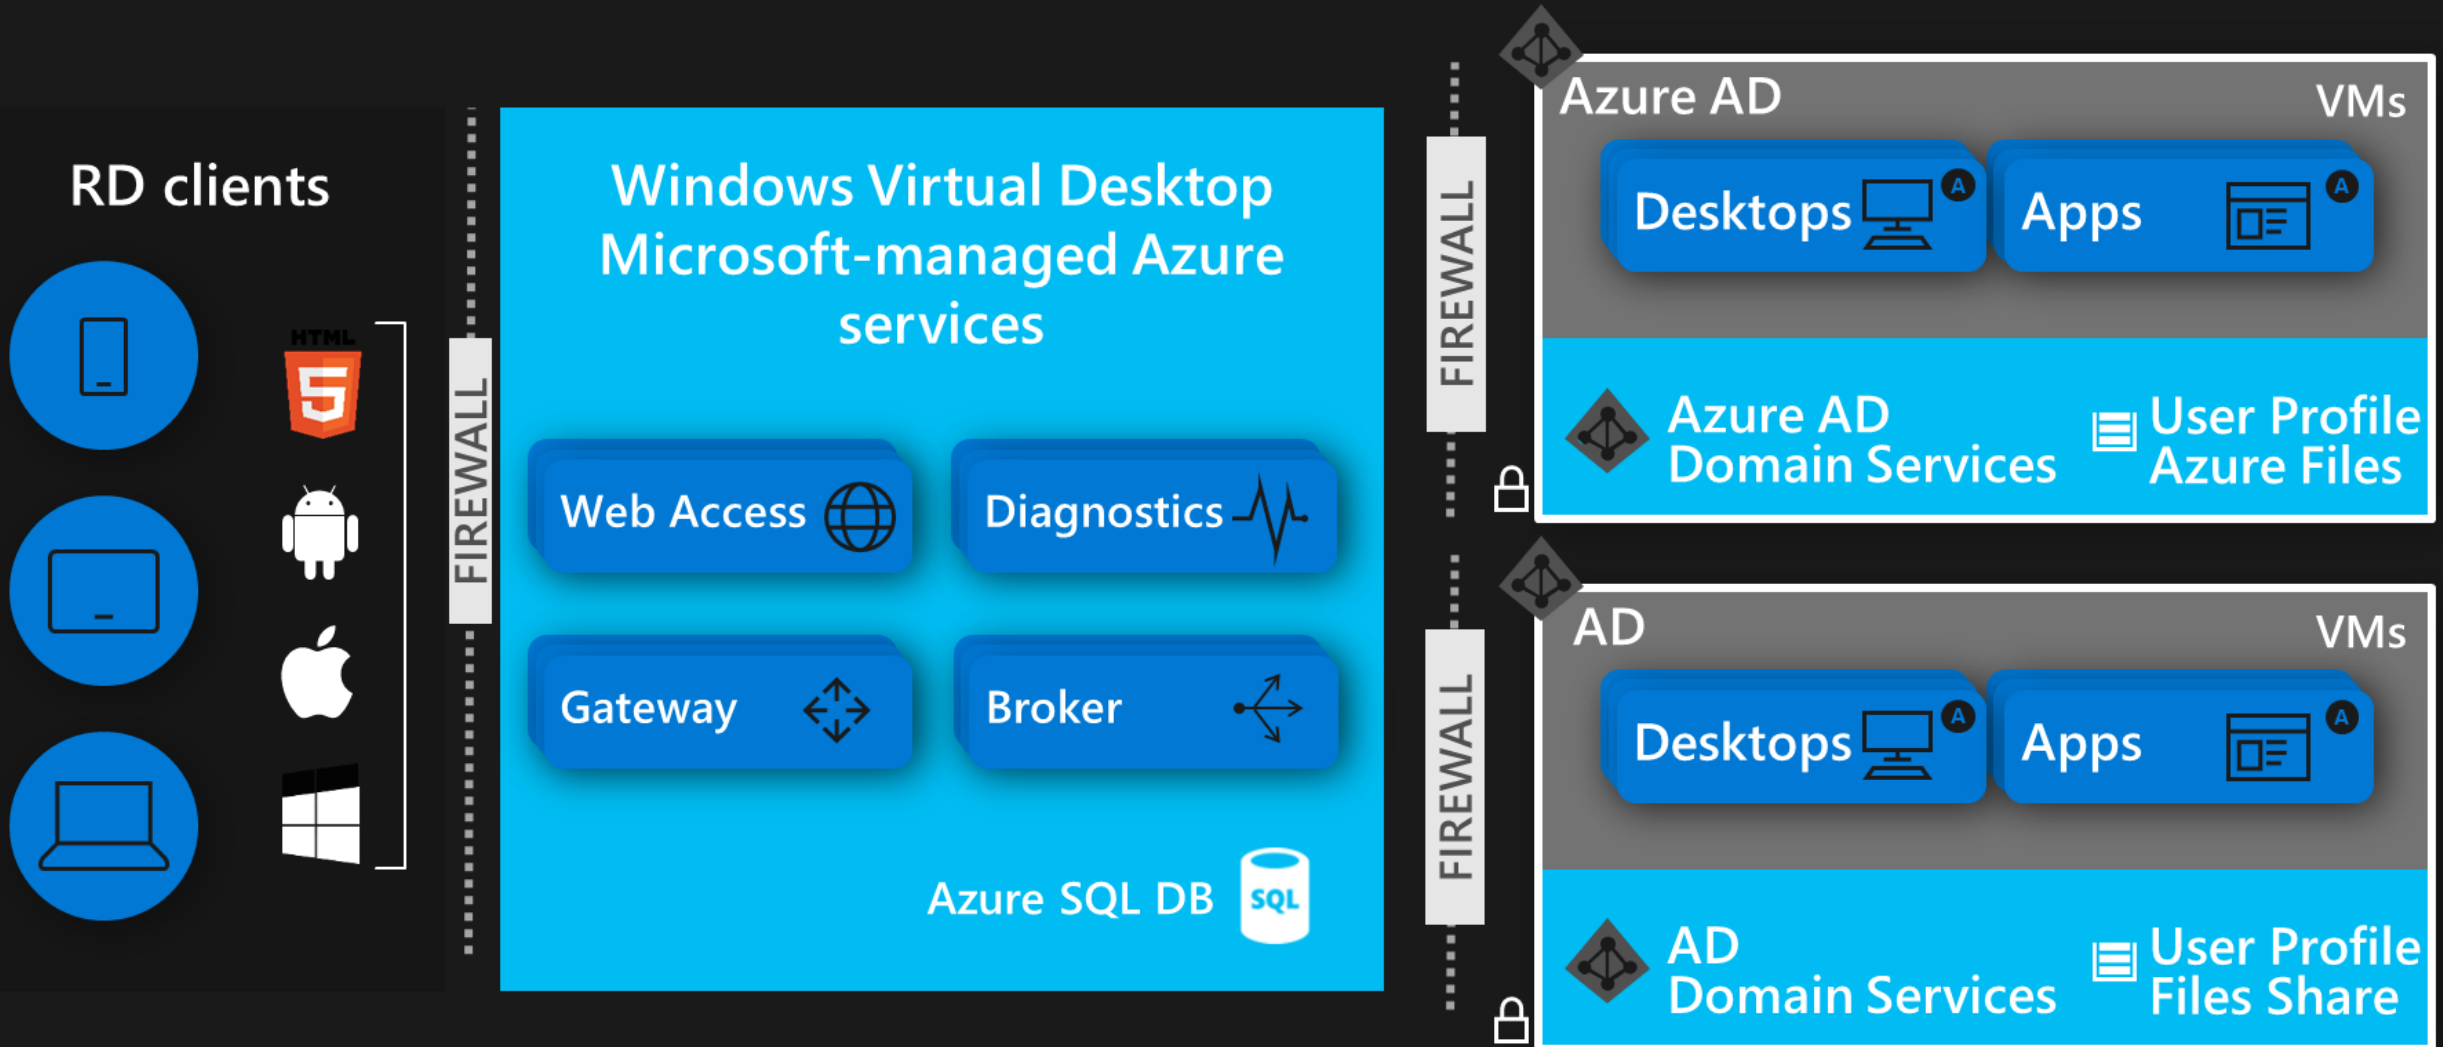 RD clients
HTML
5
FIREWALL
Windows Virtual Desktop
Microsoft-managed Azure
services
Web Access
Diagnostics
Gateway
Broker
Azure SQL DB
SQL
FIREWALL
Azure AD
VMs
Desktops
A
Apps
A
Azure AD
Domain Services
User Profile
Azure Files
FIREWALL
AD
VMs
Desktops
A
Apps
A
AD
Domain Services
User Profile
Files Share